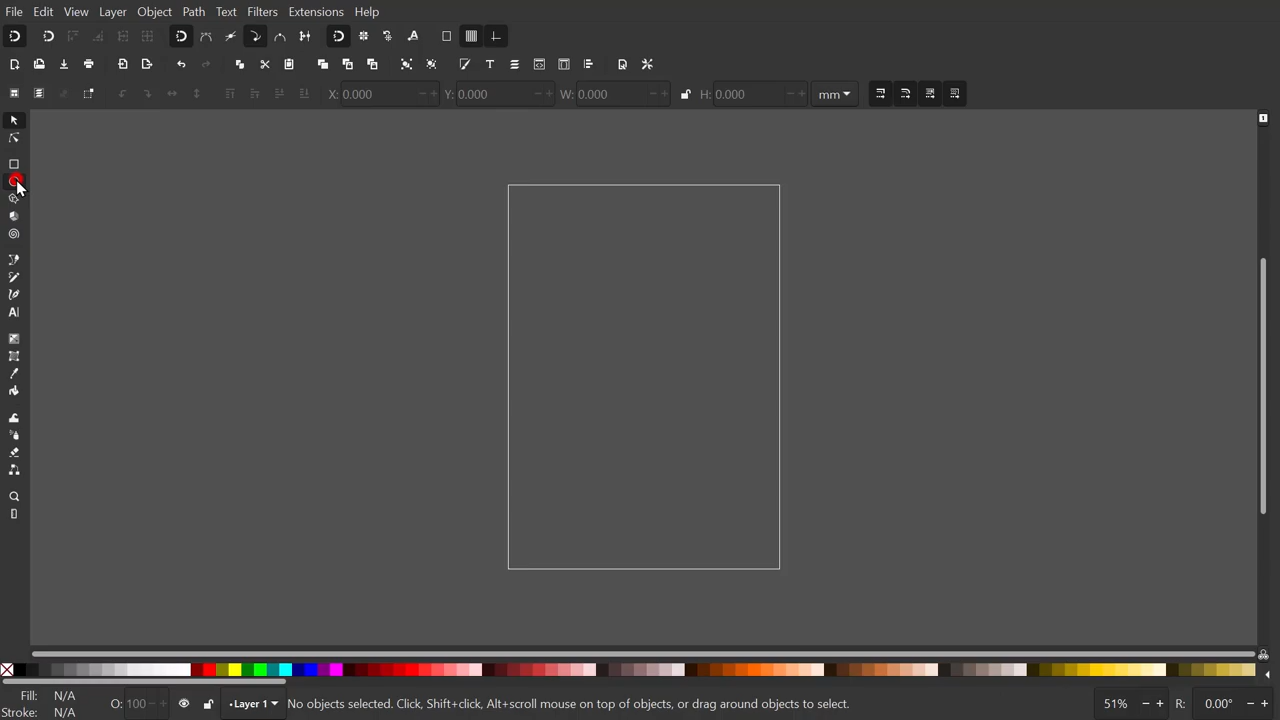 File Edit View Layer Object Path Text Filters Extensions Help
X: 0.000 Y: 0.000 W: 0.000 H: 0.000 mm
1
Fill: N/A O: 100 Layer 1 No objects selected. Click, Shift+click, Alt+scroll mouse on top of objects, or drag around objects to select. 51% R: 0.00°
Stroke: N/A